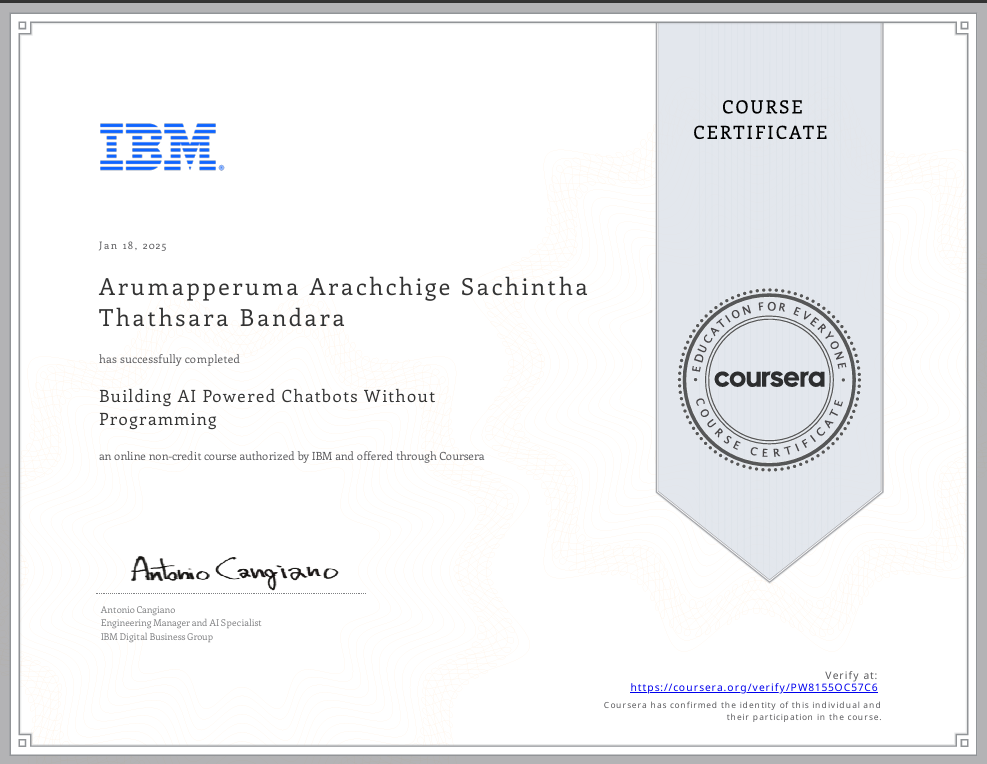 COURSE
CERTIFICATE
IBM
Jan 18, 2025
Arumapperuma Arachchige Sachintha
Thathsara Bandara
has successfully completed
Building AI Powered Chatbots Without
Programming
an online non-credit course authorized by IBM and offered through Coursera
EDUCATION FOR EVERYONE
coursera
COURSE CERTIFICATE
Antonio Cangiano
Antonio Cangiano
Engineering Manager and AI Specialist
IBM Digital Business Group
Verify at:
https://coursera.org/verify/PW8155OC57C6
Coursera has confirmed the identity of this individual and
their participation in the course.